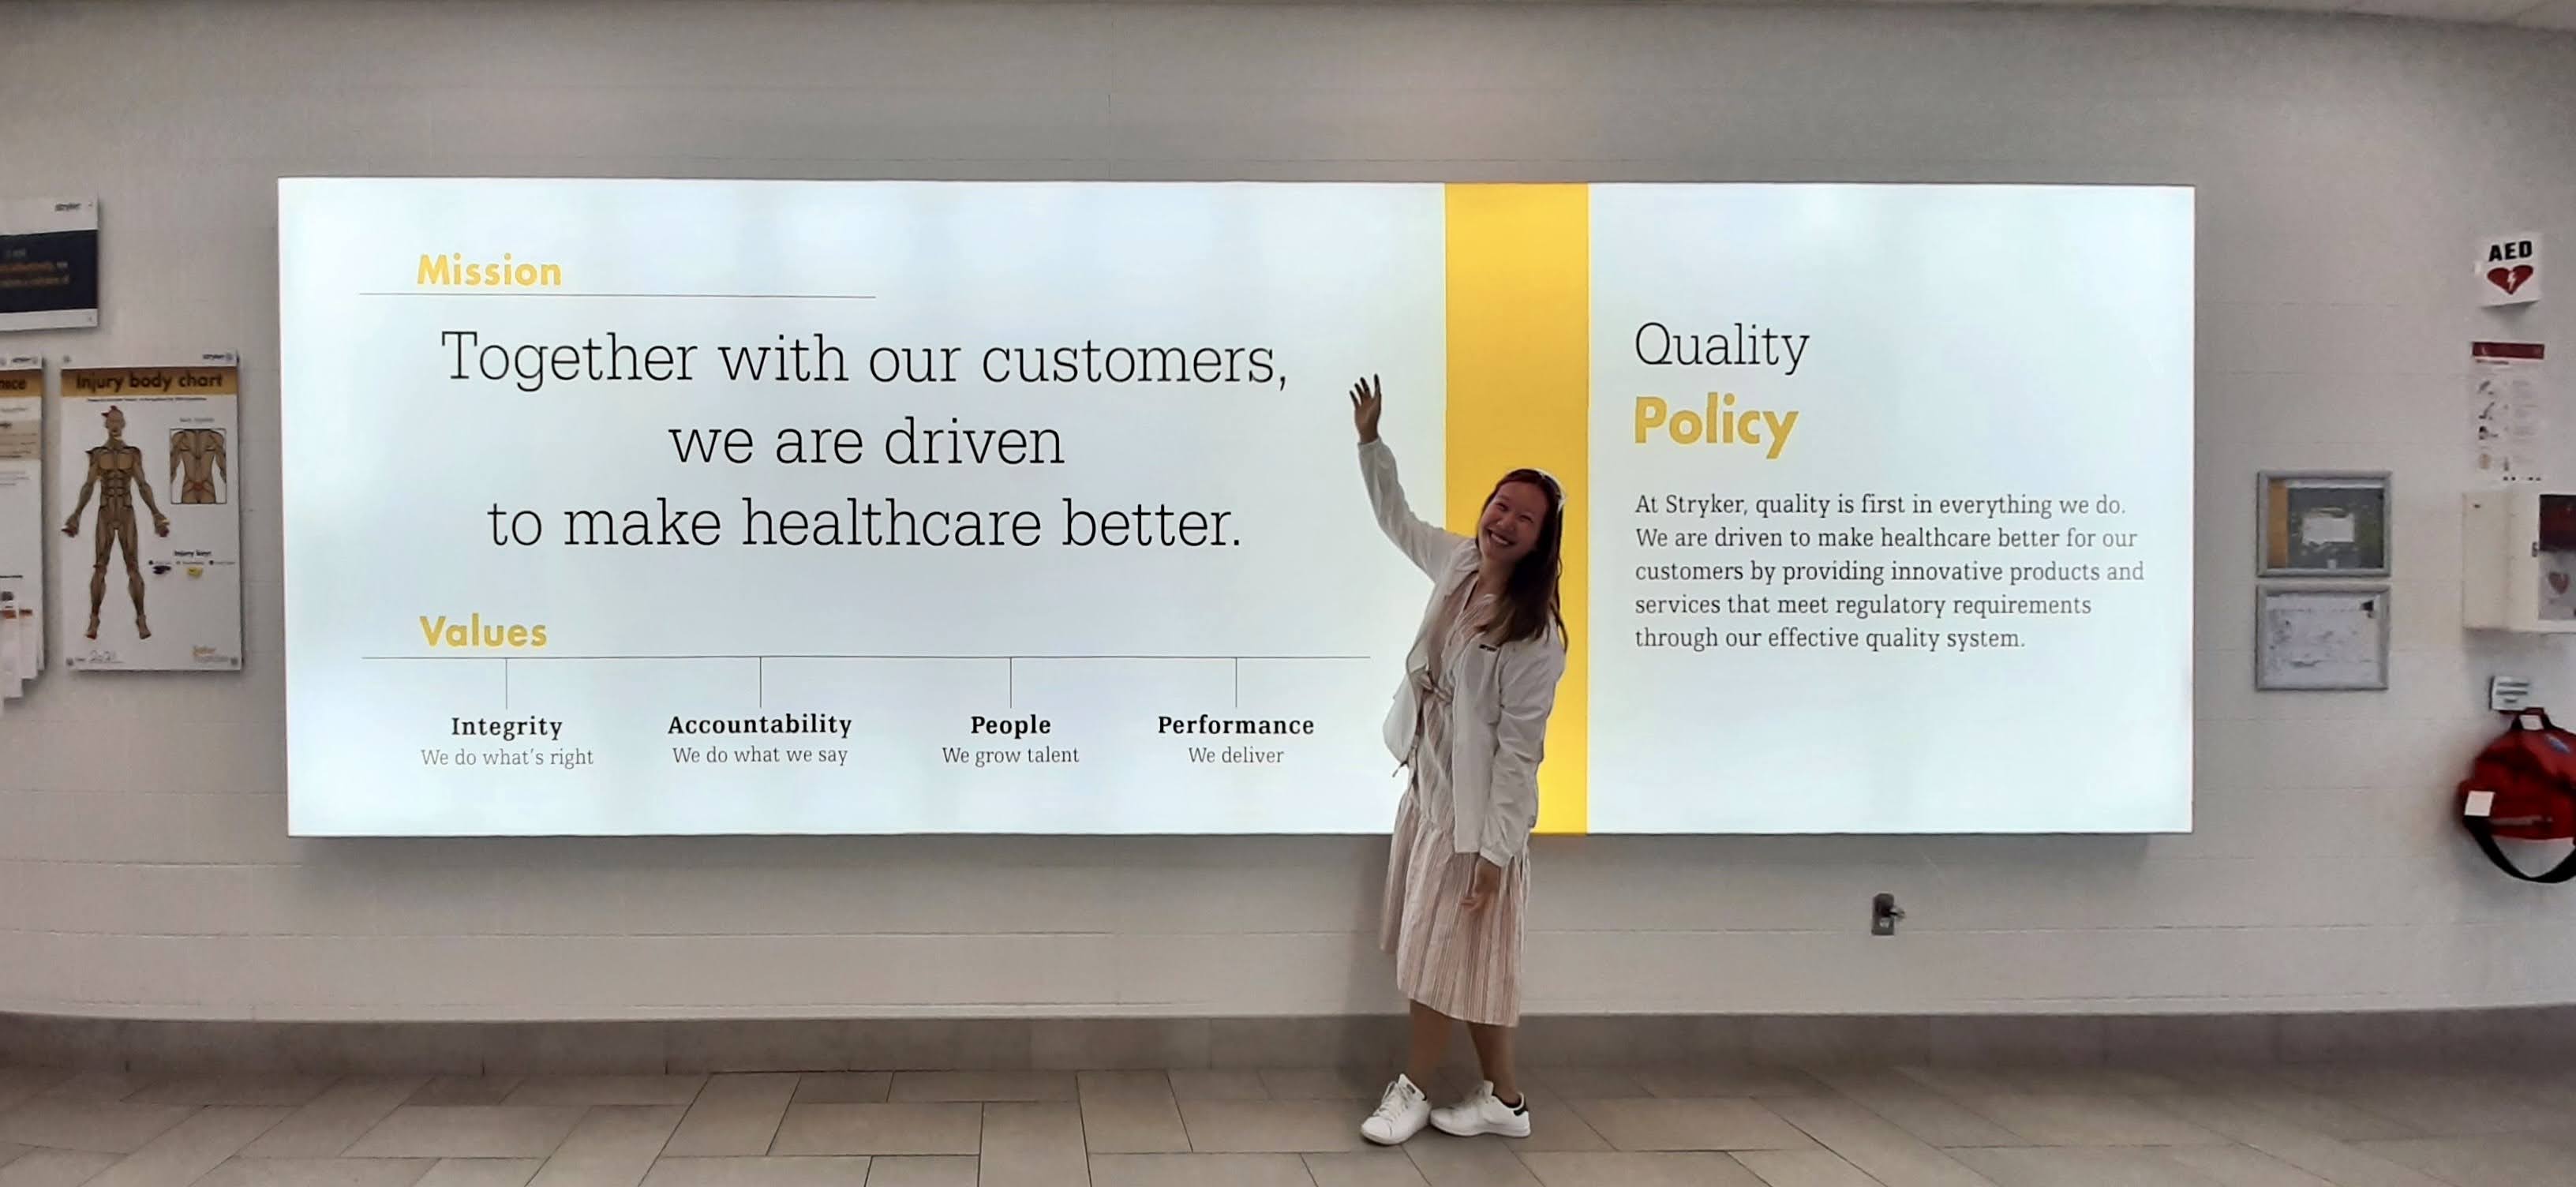 stryker
Injury body chart
2021
Mission
Together with our customers,
we are driven
to make healthcare better.
Values
Integrity
We do what's right
Accountability
We do what we say
People
We grow talent
Performance
We deliver
Quality
Policy
At Stryker, quality is first in everything we do.
We are driven to make healthcare better for our
customers by providing innovative products and
services that meet regulatory requirements
through our effective quality system.
AED